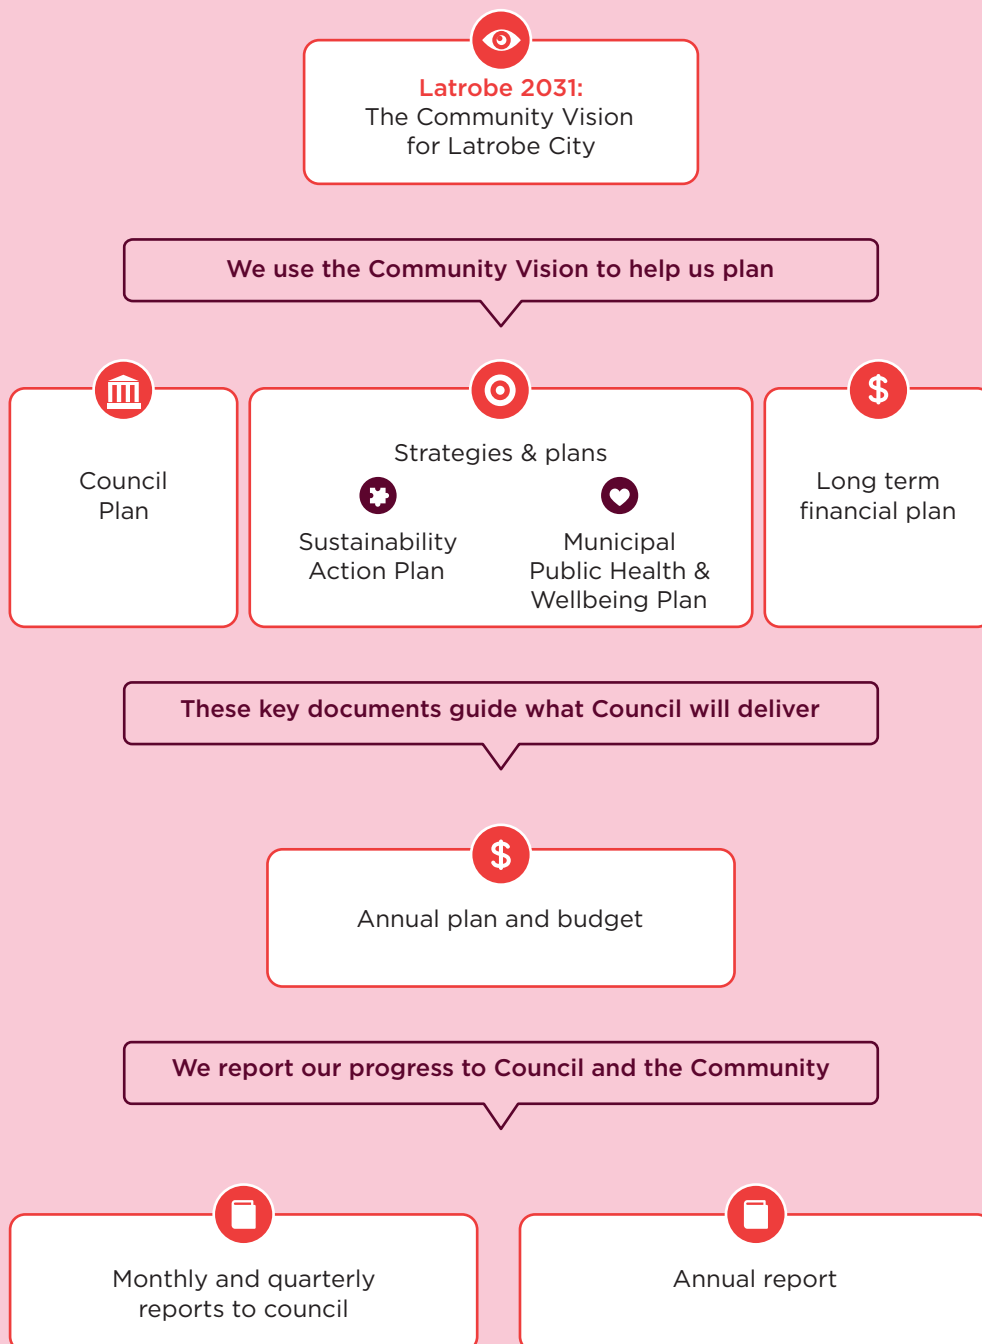 Latrobe 2031:
The Community Vision
for Latrobe City
We use the Community Vision to help us plan
Council
Plan
Strategies & plans
Sustainability
Action Plan
Municipal
Public Health &
Wellbeing Plan
$
Long term
financial plan
These key documents guide what Council will deliver
$
Annual plan and budget
We report our progress to Council and the Community
Monthly and quarterly
reports to council
Annual report